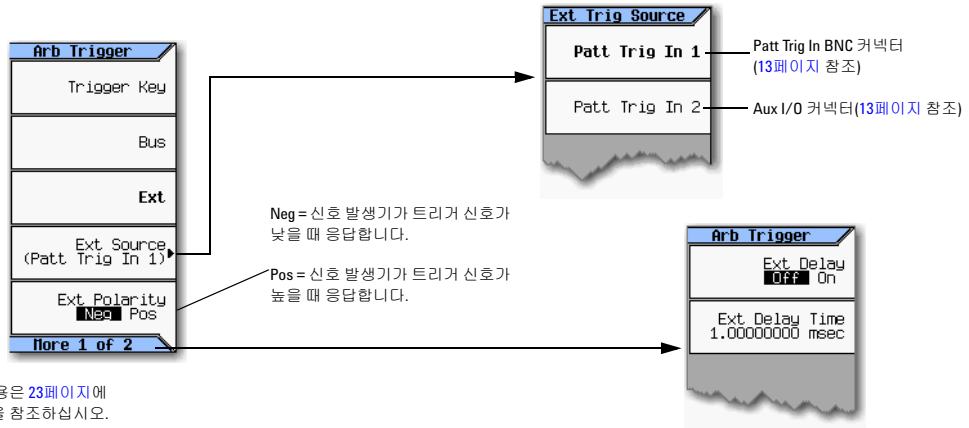 Arb Trigger
Trigger Key
Bus
Ext
Ext Source
(Patt Trig In 1)
Ext Polarity
Neg Pos
More 1 of 2
Ext Trig Source
Patt Trig In 1
Patt Trig In 2
Patt Trig In BNC 커넥터
(13페이지 참조)
Aux I/O 커넥터(13페이지 참조)
Neg = 신호 발생기가 트리거 신호가
낮을 때 응답합니다.
Pos = 신호 발생기가 트리거 신호가
높을 때 응답합니다.
Arb Trigger
Ext Delay
Off On
Ext Delay Time
1.00000000 msec
용은 23페이지에
참조하십시오.